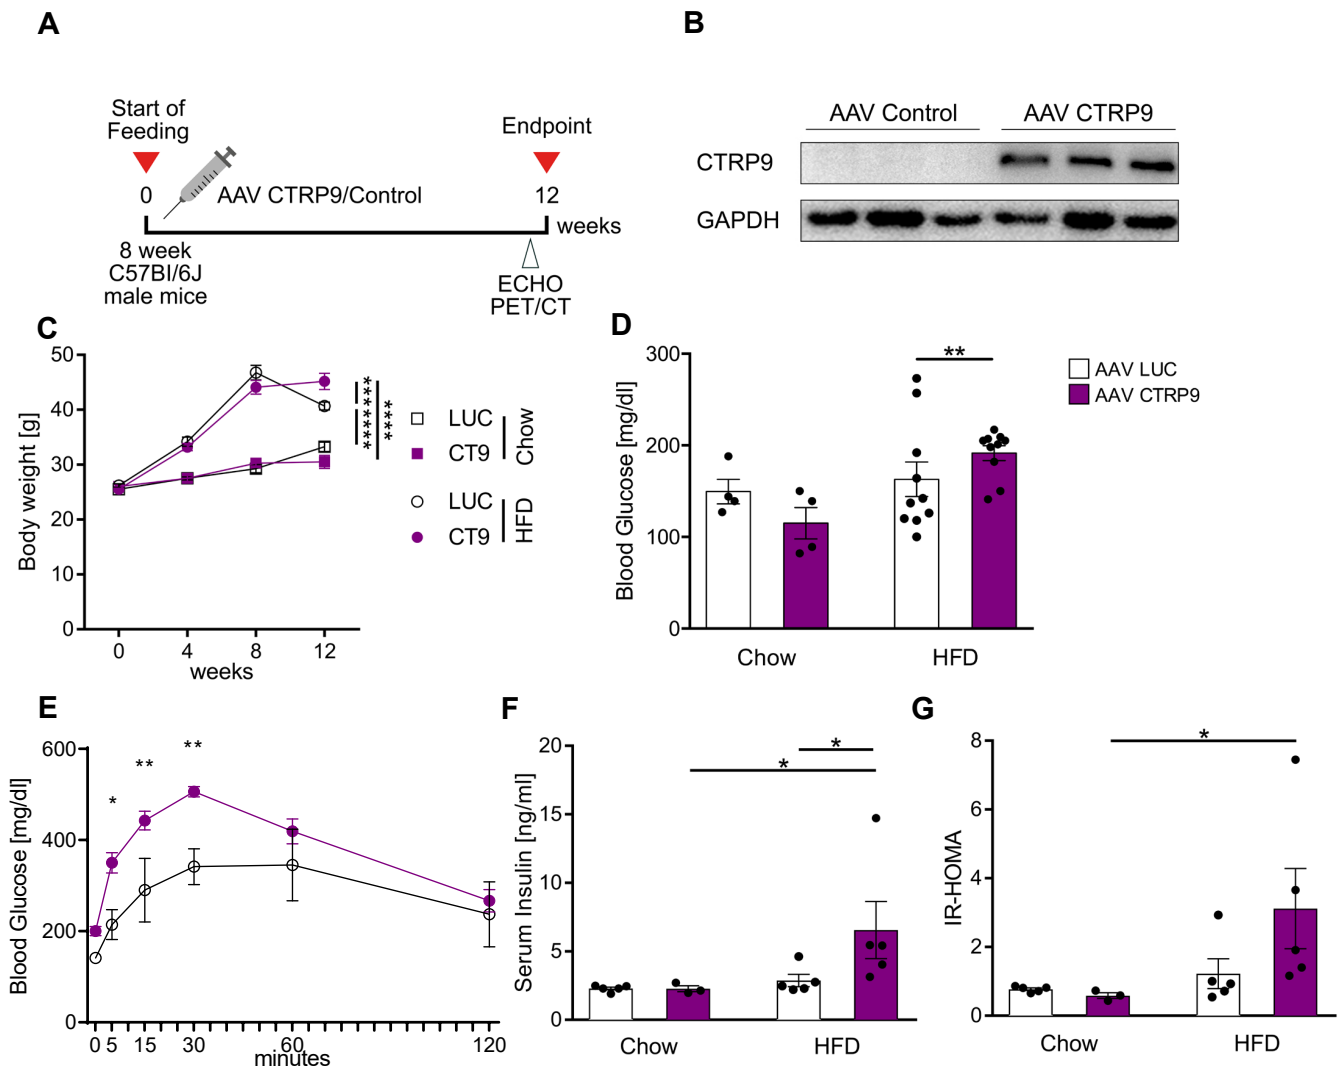 A
Start of
Feeding
Endpoint
0
AAV CTRP9/Control
12
weeks
8 week
C57Bl/6J
male mice
ECHO
PET/CT
B
AAV Control
AAV CTRP9
CTRP9
GAPDH
C
Body weight [g]
50
40
30
20
10
0
0
4
8
12
weeks
****
****
****
LUC
CT9
Chow
LUC
CT9
HFD
D
Blood Glucose [mg/dl]
300
200
100
0
**
Chow
HFD
AAV LUC
AAV CTRP9
E
Blood Glucose [mg/dl]
600
400
200
0
*
**
**
0
5
15
30
60
120
minutes
F
Serum Insulin [ng/ml]
20
15
10
5
0
*
*
Chow
HFD
G
IR-HOMA
8
6
4
2
0
*
Chow
HFD